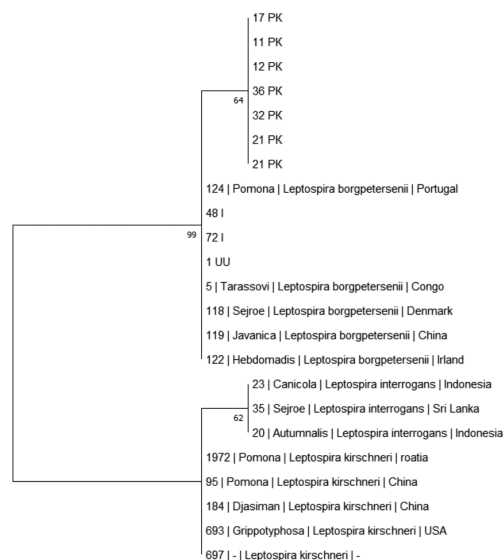 17 PK
11 PK
12 PK
36 PK
64
32 PK
21 PK
21 PK
124 | Pomona | Leptospira borgpetersenii | Portugal
48 I
99
72 I
1 UU
5 | Tarassovi | Leptospira borgpetersenii | Congo
118 | Sejroe | Leptospira borgpetersenii | Denmark
119 | Javanica | Leptospira borgpetersenii | China
122 | Hebdomadis | Leptospira borgpetersenii | Irland
23 | Canicola | Leptospira interrogans | Indonesia
35 | Sejroe | Leptospira interrogans | Sri Lanka
62
20 | Autumnalis | Leptospira interrogans | Indonesia
1972 | Pomona | Leptospira kirschneri | roatia
95 | Pomona | Leptospira kirschneri | China
184 | Djasiman | Leptospira kirschneri | China
693 | Grippotyphosa | Leptospira kirschneri | USA
697 | - | Leptospira kirschneri | -